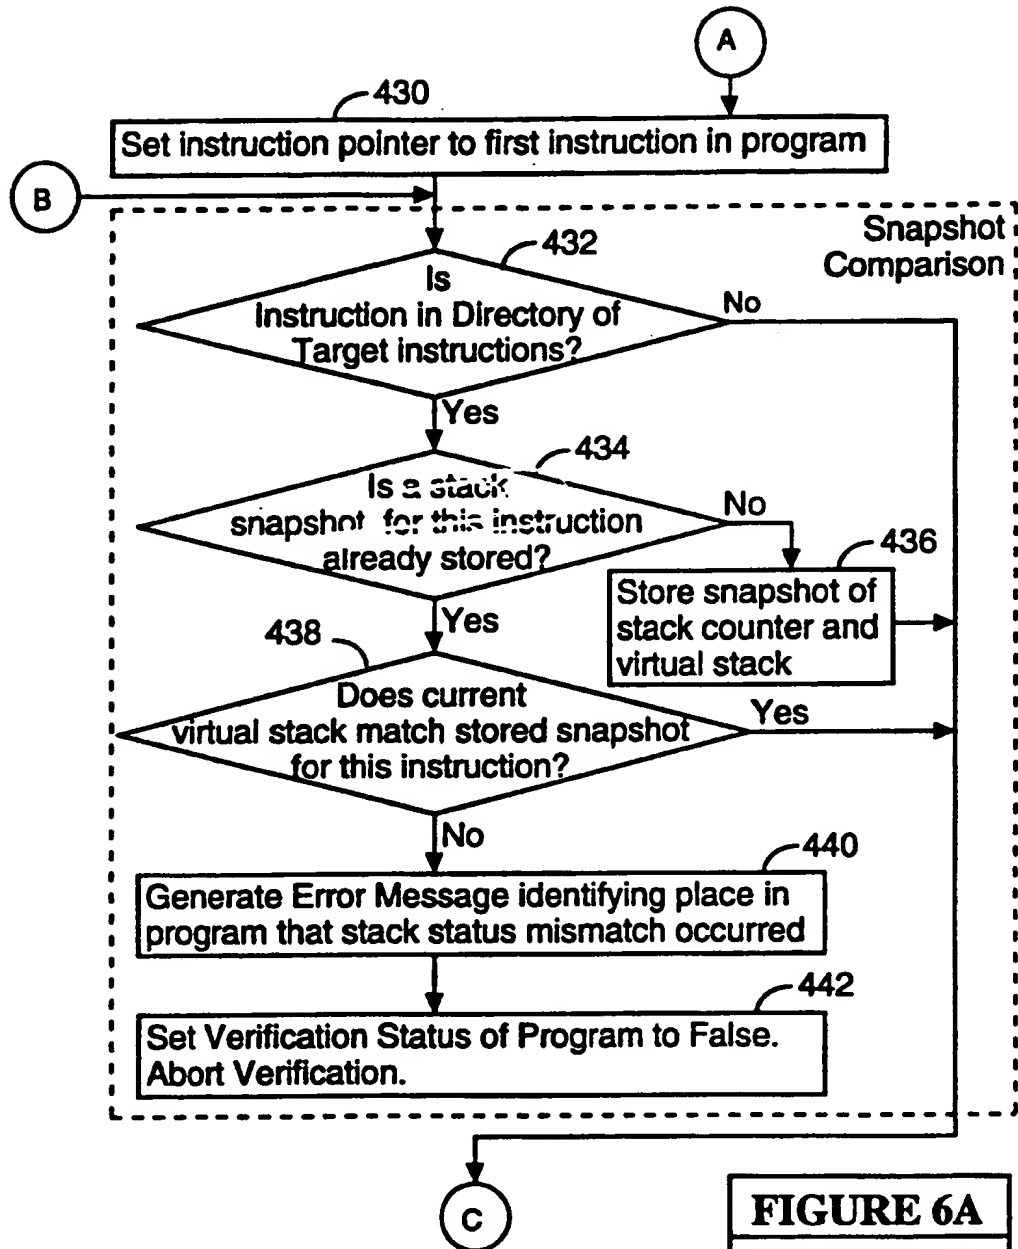 A
430
Set instruction pointer to first instruction in program
B
Snapshot
Comparison
432
Is
Instruction in Directory of
Target instructions?
No
Yes
434
Is a stack
snapshot for this instruction
already stored?
No
436
Store snapshot of
stack counter and
virtual stack
Yes
438
Does current
virtual stack match stored snapshot
for this instruction?
Yes
No
440
Generate Error Message identifying place in
program that stack status mismatch occurred
442
Set Verification Status of Program to False.
Abort Verification.
C
FIGURE 6A